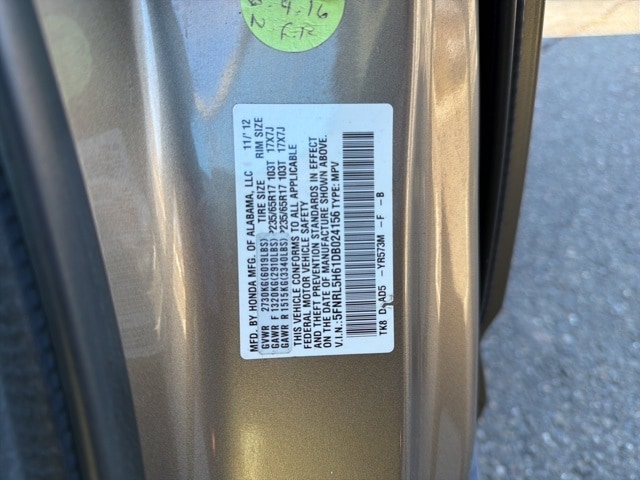 4-16
F.R
MFG. BY HONDA MFG. OF ALABAMA, LLC 11/'12
GVWR 2730KG(6019LBS) TIRE SIZE RIM SIZE
GAWR F 1320KG(2910LBS) P235/65R17 103T 17X7J
GAWR R 1515KG(3340LBS) P235/65R17 103T 17X7J
THIS VEHICLE CONFORMS TO ALL APPLICABLE
FEDERAL MOTOR VEHICLE SAFETY
AND THEFT PREVENTION STANDARDS IN EFFECT
ON THE DATE OF MANUFACTURE SHOWN ABOVE.
V.I.N.:5FNRL5H61DB024156 TYPE: MPV
TK8 -YR573M -F -B